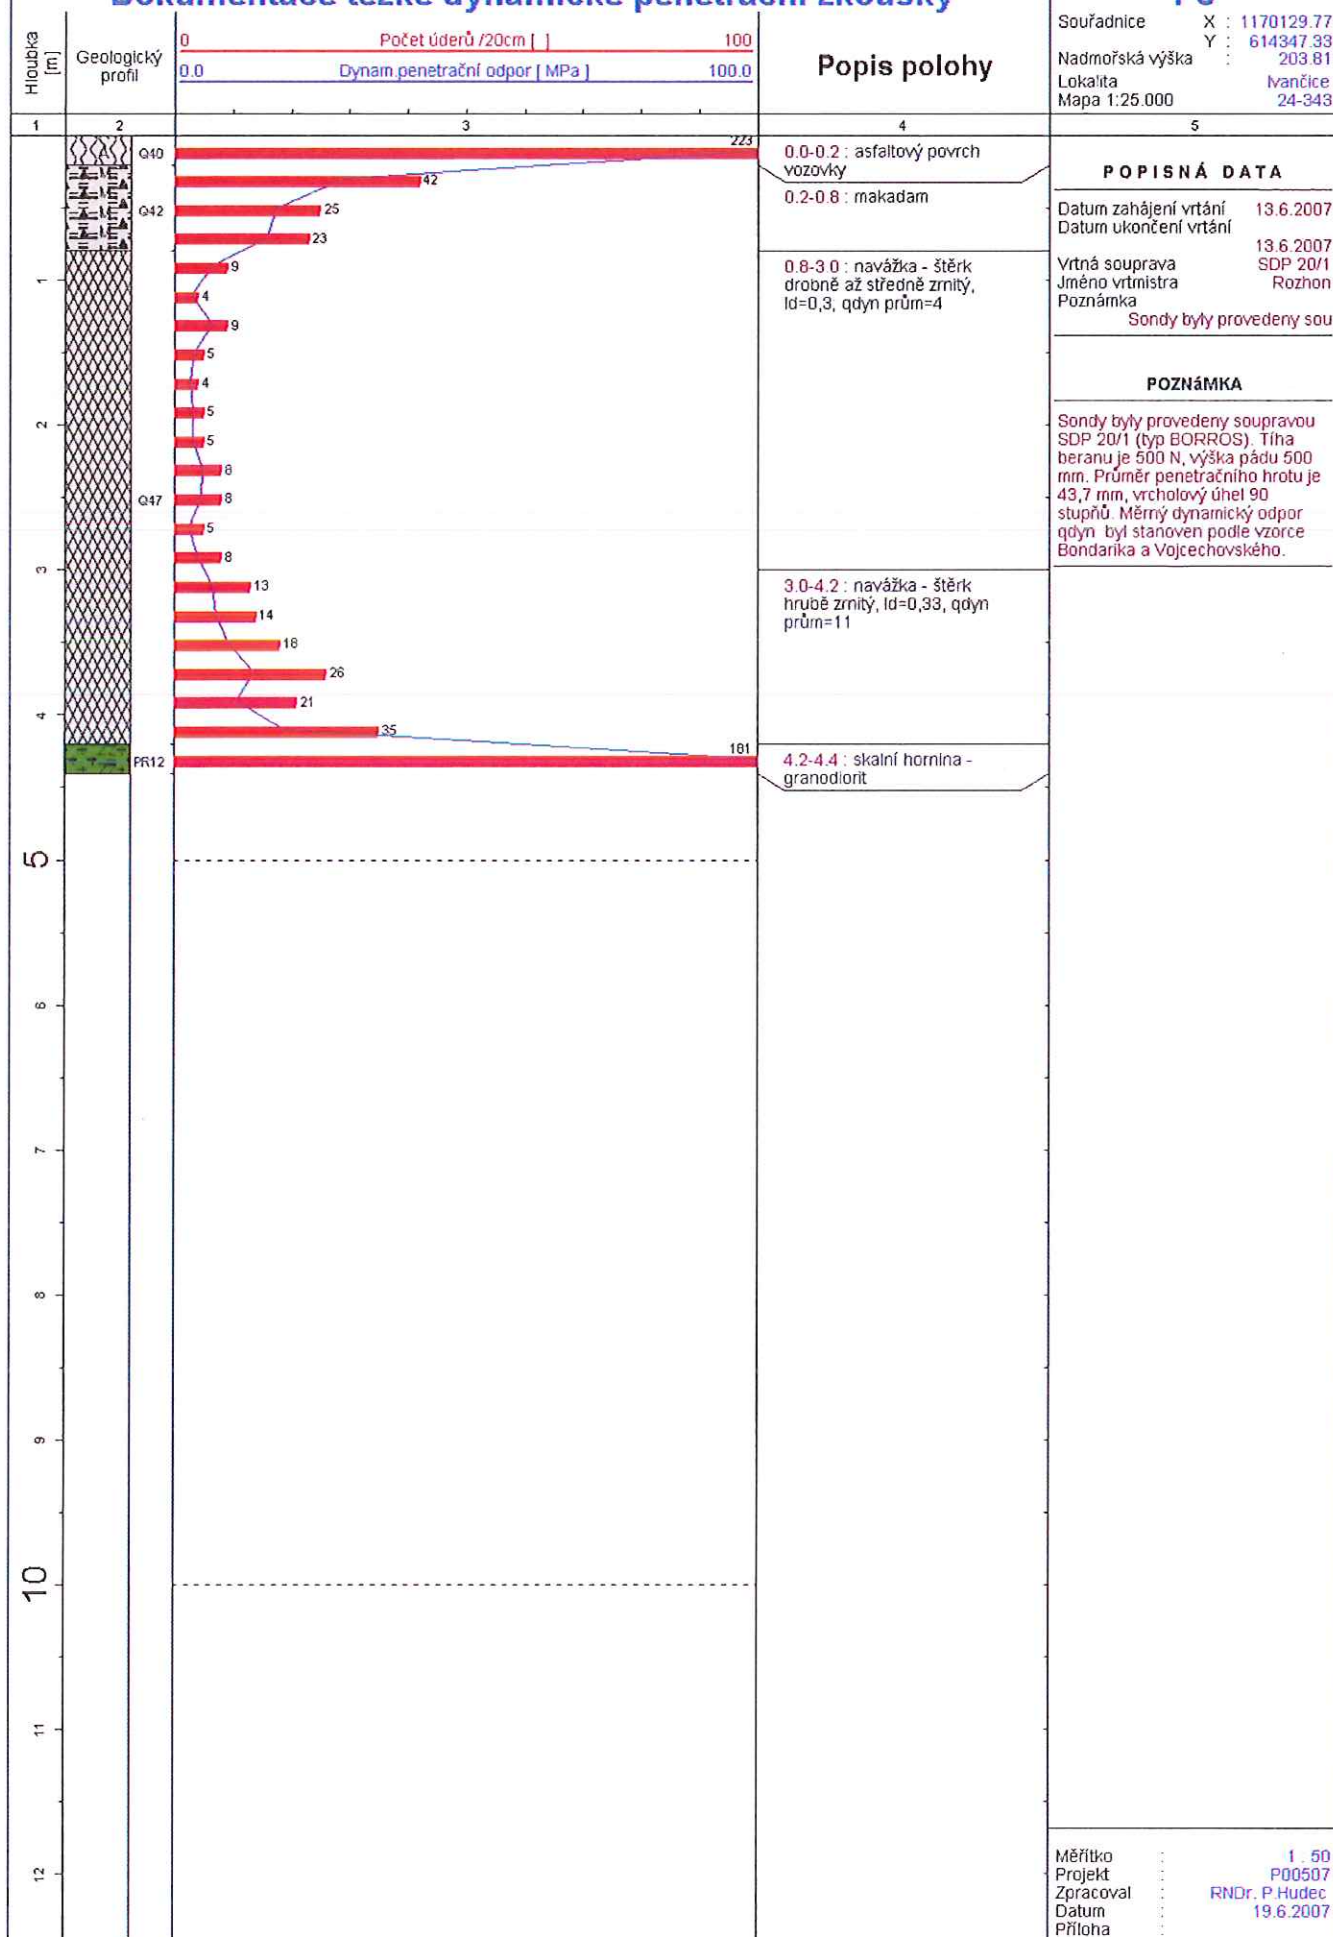 Dokumentace těžké dynamické penetrační zkoušky
Hloubka
[m]
Geologický
profil
0 Počet úderů /20cm [ ] 100
0.0 Dynam.penetrační odpor [ MPa ] 100.0
Popis polohy
Souřadnice X : 1170129.77
Y : 614347.33
Nadmořská výška : 203.81
Lokalita Ivančice
Mapa 1:25.000 24-343
1 2 3 4 5
Q40
223
42
Q42
25
23
9
1
4
9
5
4
5
2
5
8
Q47
8
5
8
3
13
14
18
26
21
4
35
PR12
181
5
6
7
8
9
10
11
12
0.0-0.2 : asfaltový povrch
vozovky
0.2-0.8 : makadam
0.8-3.0 : navážka - štěrk
drobně až středně zrnitý,
Id=0,3, qdyn prům=4
3.0-4.2 : navážka - štěrk
hrubě zrnitý, Id=0,33, qdyn
prům=11
4.2-4.4 : skalní hornina -
granodiorit
POPISNÁ DATA
Datum zahájení vrtání 13.6.2007
Datum ukončení vrtání
13.6.2007
Vrtná souprava SDP 20/1
Jméno vrtmistra Rozhon
Poznámka
Sondy byly provedeny sou
POZNáMKA
Sondy byly provedeny soupravou
SDP 20/1 (typ BORROS). Tíha
beranu je 500 N, výška pádu 500
mm. Průměr penetračního hrotu je
43,7 mm, vrcholový úhel 90
stupňů. Měrný dynamický odpor
qdyn byl stanoven podle vzorce
Bondarika a Vojcechovského.
Měřítko : 1 . 50
Projekt : P00507
Zpracoval : RNDr. P.Hudec
Datum : 19.6.2007
Příloha :